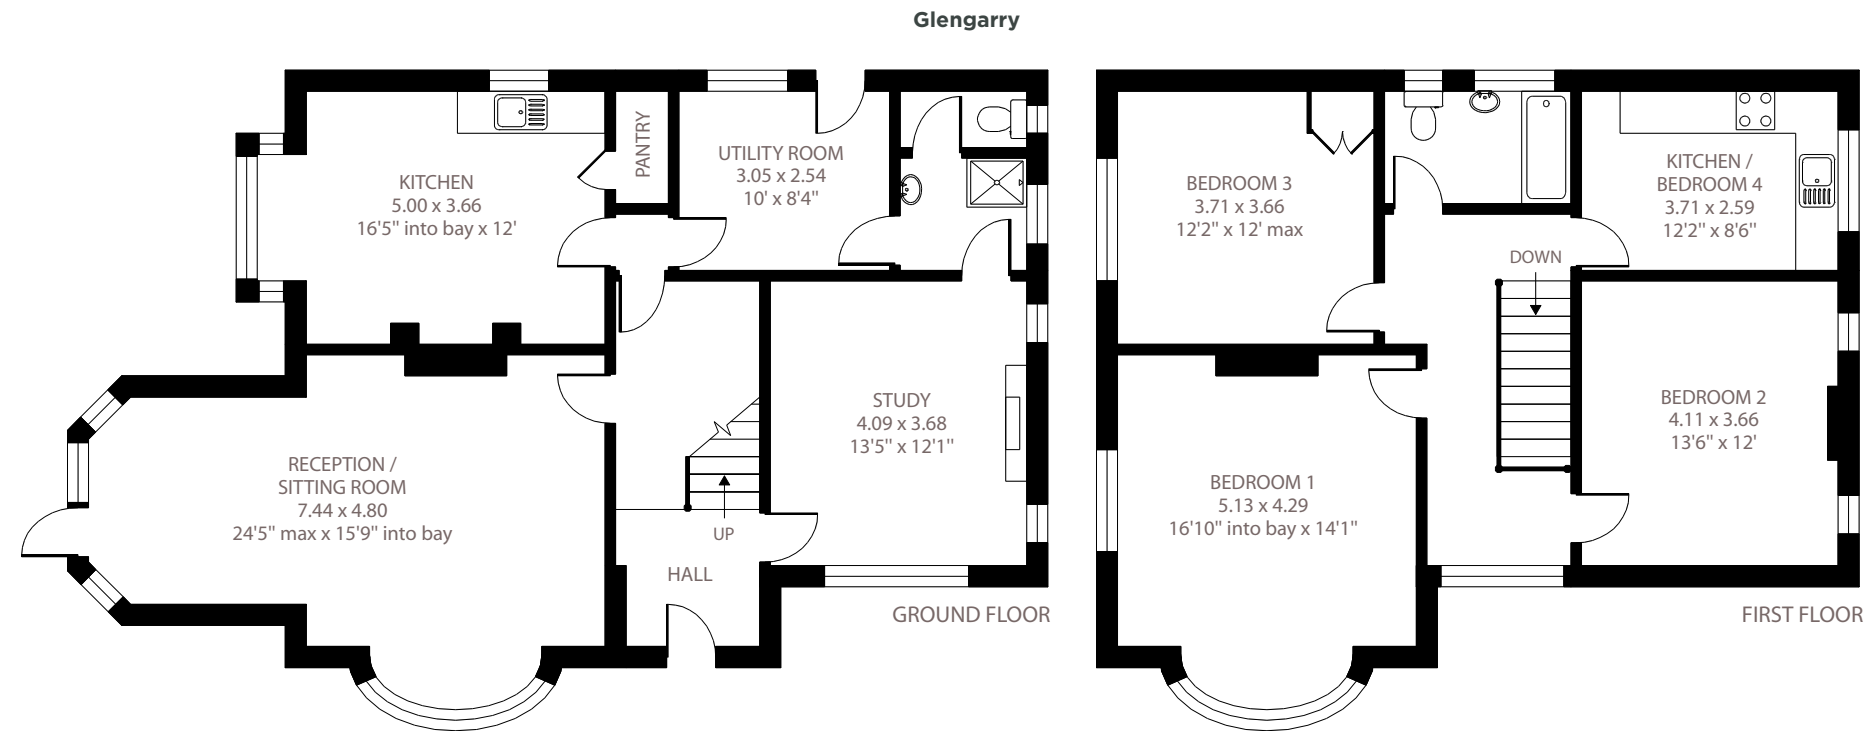 Glengarry
KITCHEN
5.00 x 3.66
16'5" into bay x 12'
PANTRY
UTILITY ROOM
3.05 x 2.54
10' x 8'4"
STUDY
4.09 x 3.68
13'5" x 12'1"
RECEPTION /
SITTING ROOM
7.44 x 4.80
24'5" max x 15'9" into bay
UP
HALL
GROUND FLOOR
BEDROOM 3
3.71 x 3.66
12'2" x 12' max
KITCHEN /
BEDROOM 4
3.71 x 2.59
12'2" x 8'6"
DOWN
BEDROOM 2
4.11 x 3.66
13'6" x 12'
BEDROOM 1
5.13 x 4.29
16'10" into bay x 14'1"
FIRST FLOOR